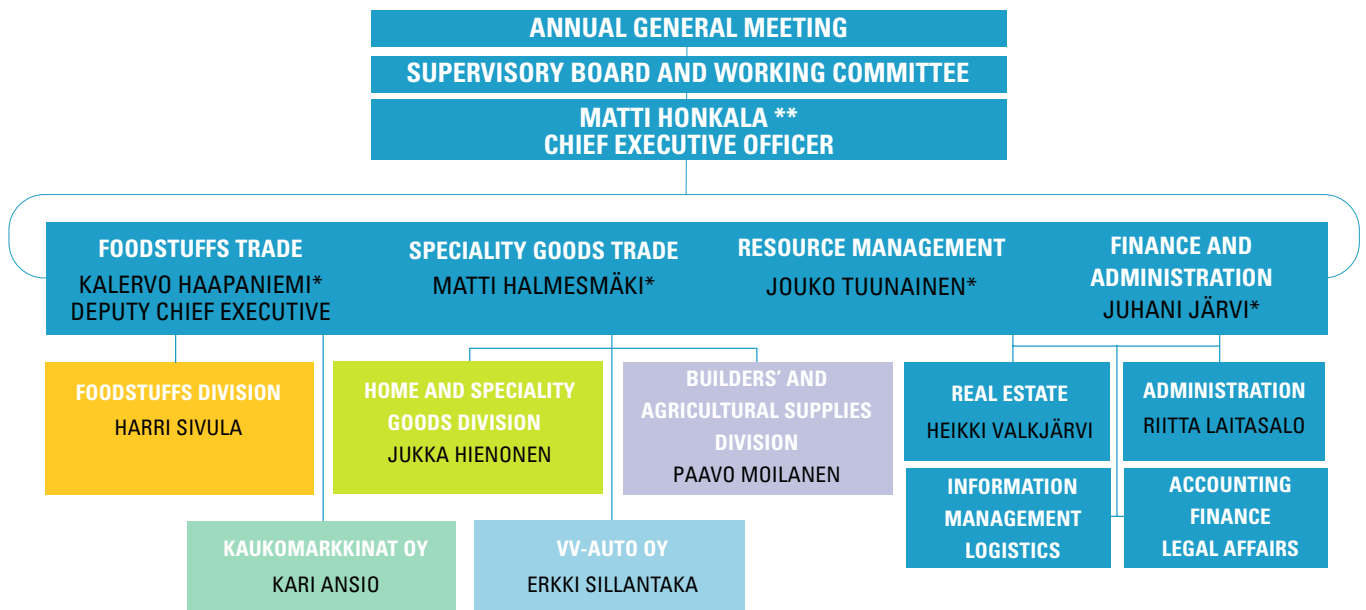 ANNUAL GENERAL MEETING
SUPERVISORY BOARD AND WORKING COMMITTEE
MATTI HONKALA **
CHIEF EXECUTIVE OFFICER
FOODSTUFFS TRADE
KALERVO HAAPANIEMI*
DEPUTY CHIEF EXECUTIVE
SPECIALITY GOODS TRADE
MATTI HALMESMÄKI*
RESOURCE MANAGEMENT
JOUKO TUUNAINEN*
FINANCE AND
ADMINISTRATION
JUHANI JÄRVI*
FOODSTUFFS DIVISION
HARRI SIVULA
HOME AND SPECIALITY
GOODS DIVISION
JUKKA HIENONEN
BUILDERS’ AND
AGRICULTURAL SUPPLIES
DIVISION
PAAVO MOILANEN
REAL ESTATE
HEIKKI VALKJÄRVI
ADMINISTRATION
RIITTA LAITASALO
INFORMATION
MANAGEMENT
LOGISTICS
ACCOUNTING
FINANCE
LEGAL AFFAIRS
KAUKOMARKKINAT OY
KARI ANSIO
VV-AUTO OY
ERKKI SILLANTAKA